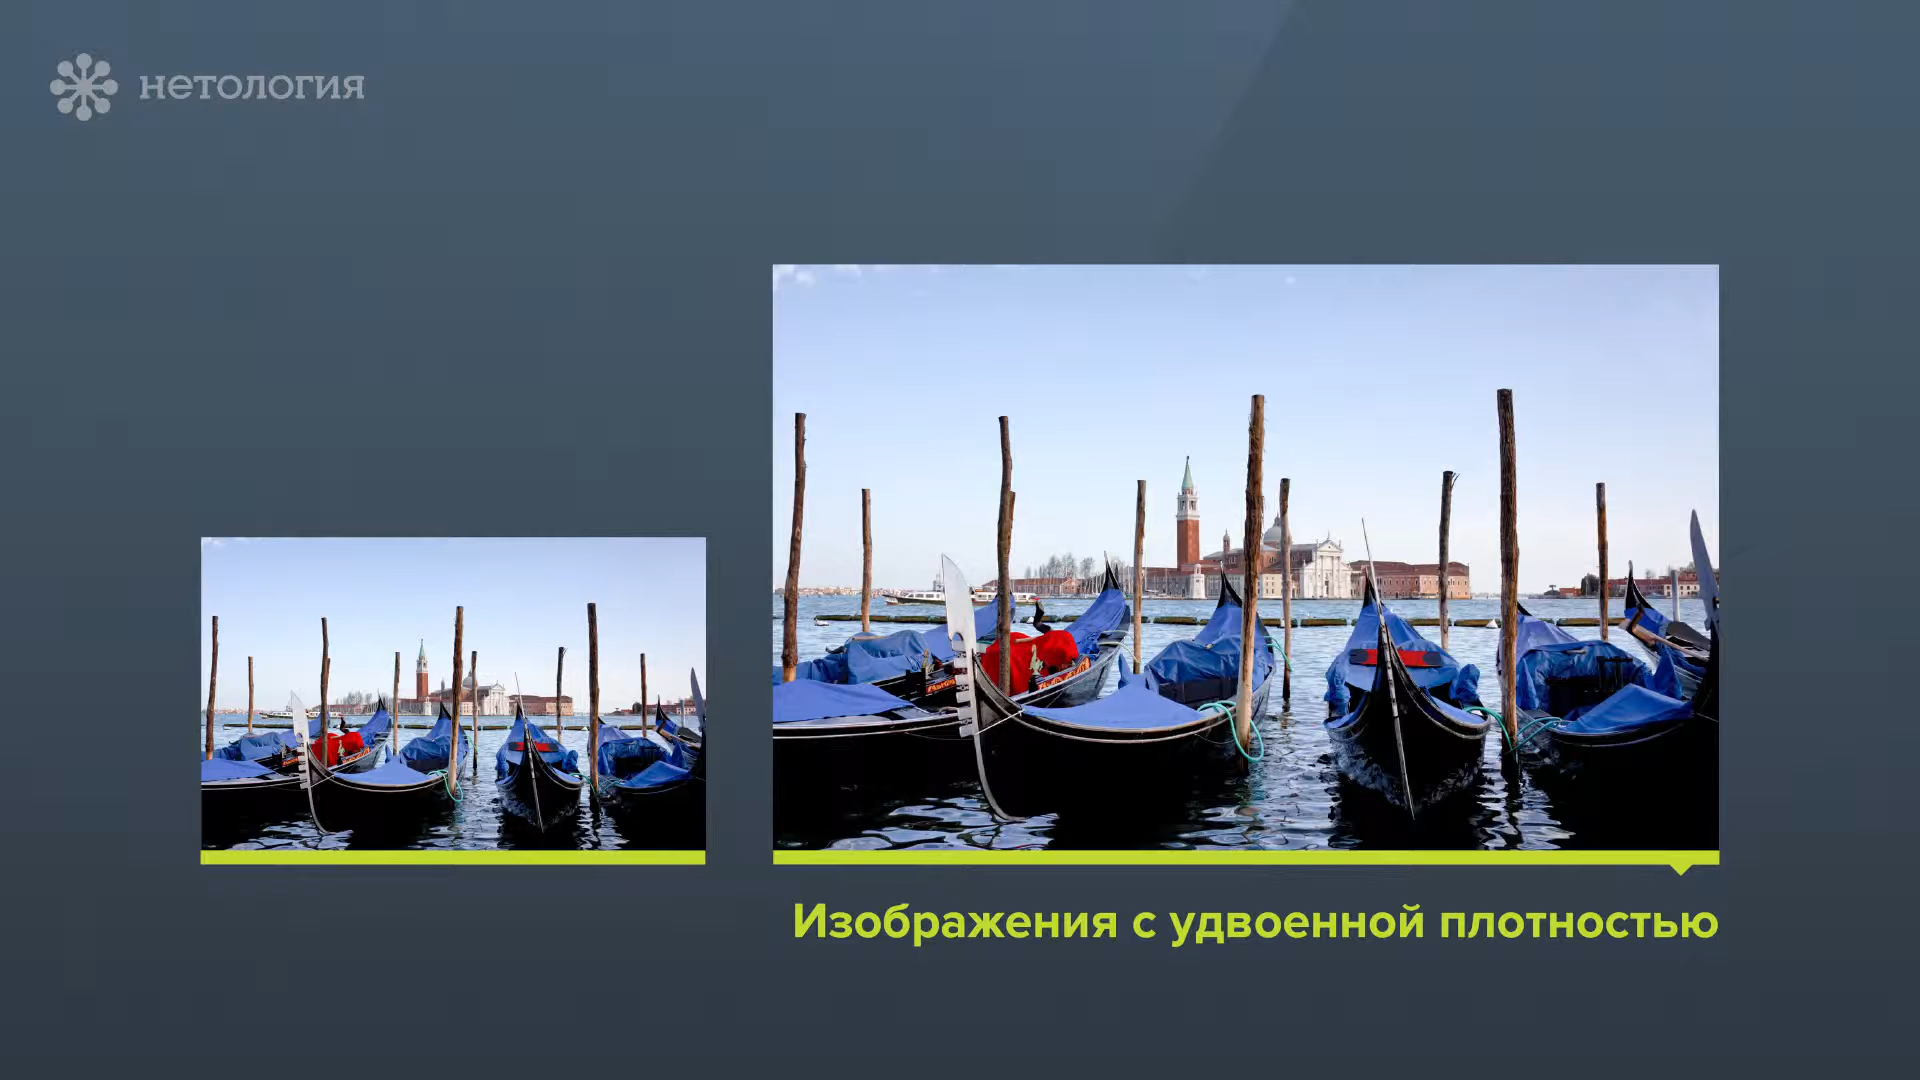 нетология
Изображения с удвоенной плотностью